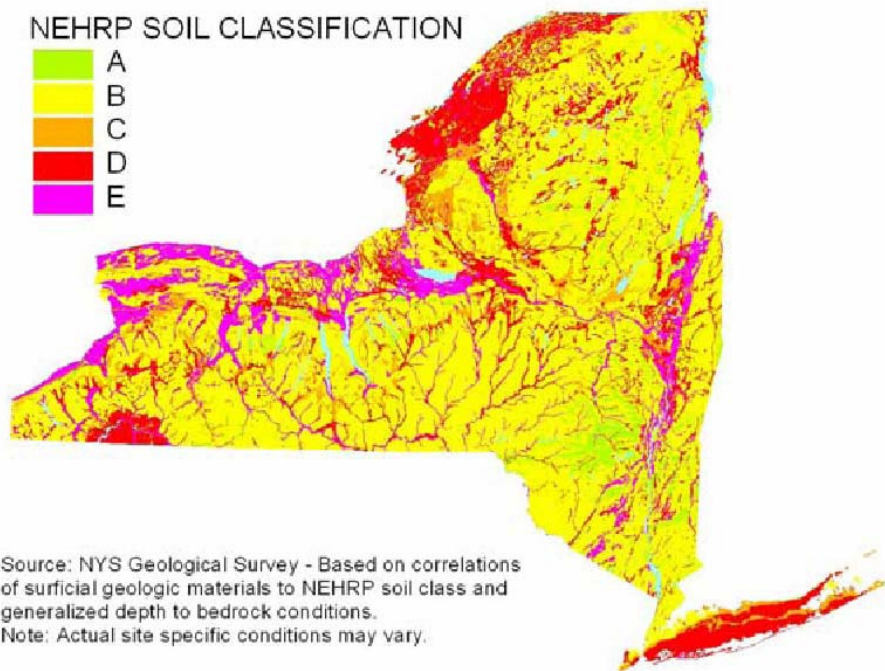 NEHRP SOIL CLASSIFICATION
A
B
C
D
E
Source: NYS Geological Survey - Based on correlations
of surficial geologic materials to NEHRP soil class and
generalized depth to bedrock conditions.
Note: Actual site specific conditions may vary.